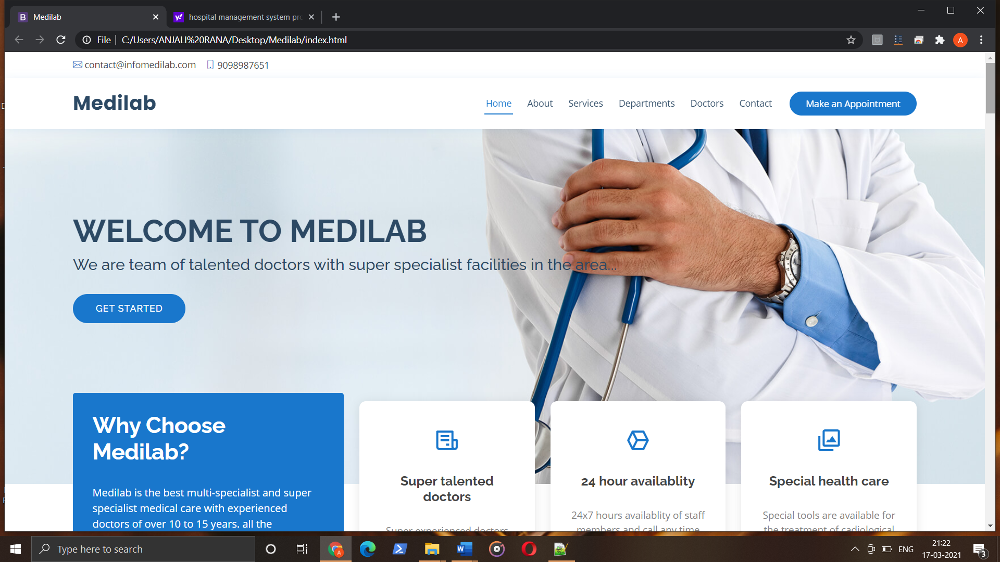 Medilab
hospital management system pro
File
C:/Users/ANJALI%20RANA/Desktop/Medilab/index.html
A
contact@infomedilab.com 9098987651
Medilab
Home About Services Departments Doctors Contact Make an Appointment
WELCOME TO MEDILAB
We are team of talented doctors with super specialist facilities in the area...
GET STARTED
Why Choose
Medilab?
Medilab is the best multi-specialist and super
specialist medical care with experienced
doctors of over 10 to 15 years. all the
Super talented
doctors
Super experienced doctors
24 hour availablity
24x7 hours availablity of staff
members and call any time
Special health care
Special tools are available for
the treatment of cadiological
Type here to search
ENG
21:22
17-03-2021
3